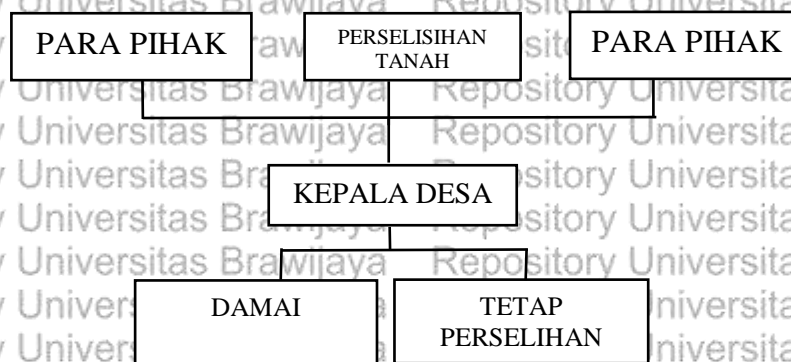 PARA PIHAK
PERSELISIHAN
TANAH
PARA PIHAK
KEPALA DESA
DAMAI
TETAP
PERSELIHAN